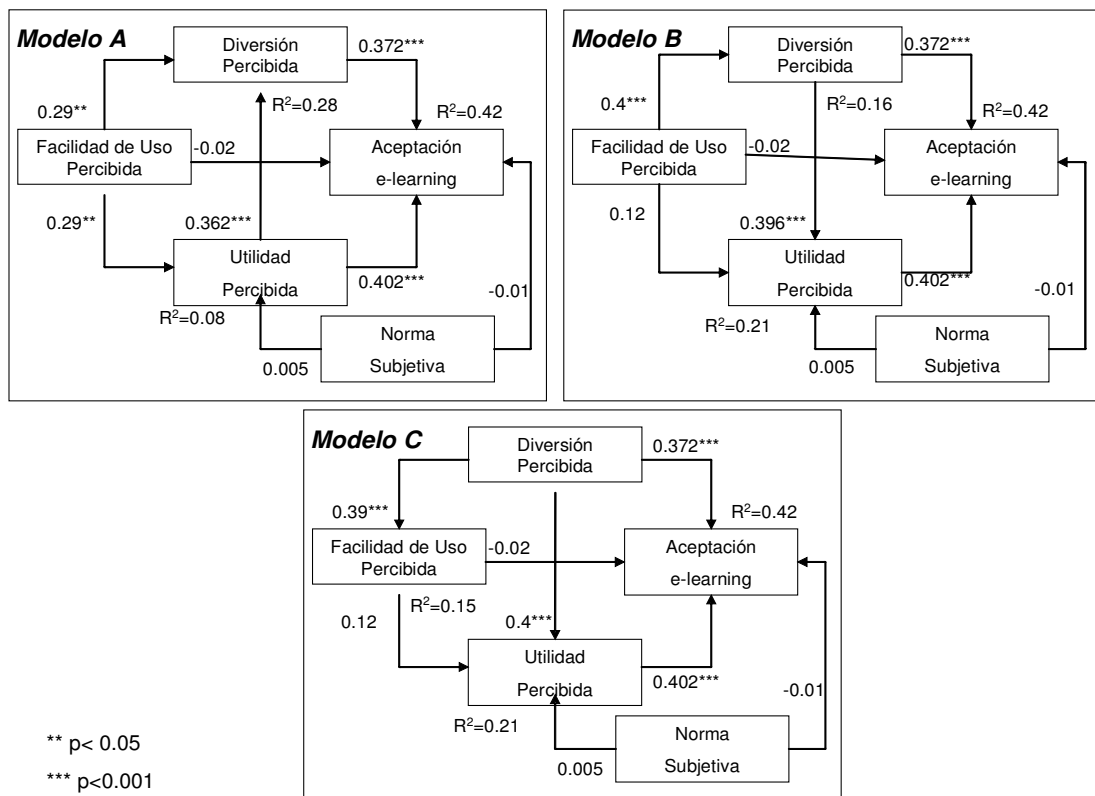 Modelo A
Diversión
Percibida
0.372***
0.29**
R²=0.28
R²=0.42
Facilidad de Uso
Percibida
-0.02
Aceptación
e-learning
0.29**
0.362***
Utilidad
Percibida
0.402***
-0.01
R²=0.08
Norma
Subjetiva
0.005
Modelo B
Diversión
Percibida
0.372***
0.4***
R²=0.16
R²=0.42
Facilidad de Uso
Percibida
-0.02
Aceptación
e-learning
0.12
0.396***
Utilidad
Percibida
0.402***
-0.01
R²=0.21
Norma
Subjetiva
0.005
Modelo C
Diversión
Percibida
0.372***
0.39***
R²=0.42
Facilidad de Uso
Percibida
-0.02
Aceptación
e-learning
R²=0.15
0.12
0.4***
Utilidad
Percibida
0.402***
-0.01
R²=0.21
Norma
Subjetiva
0.005
** p< 0.05
*** p<0.001